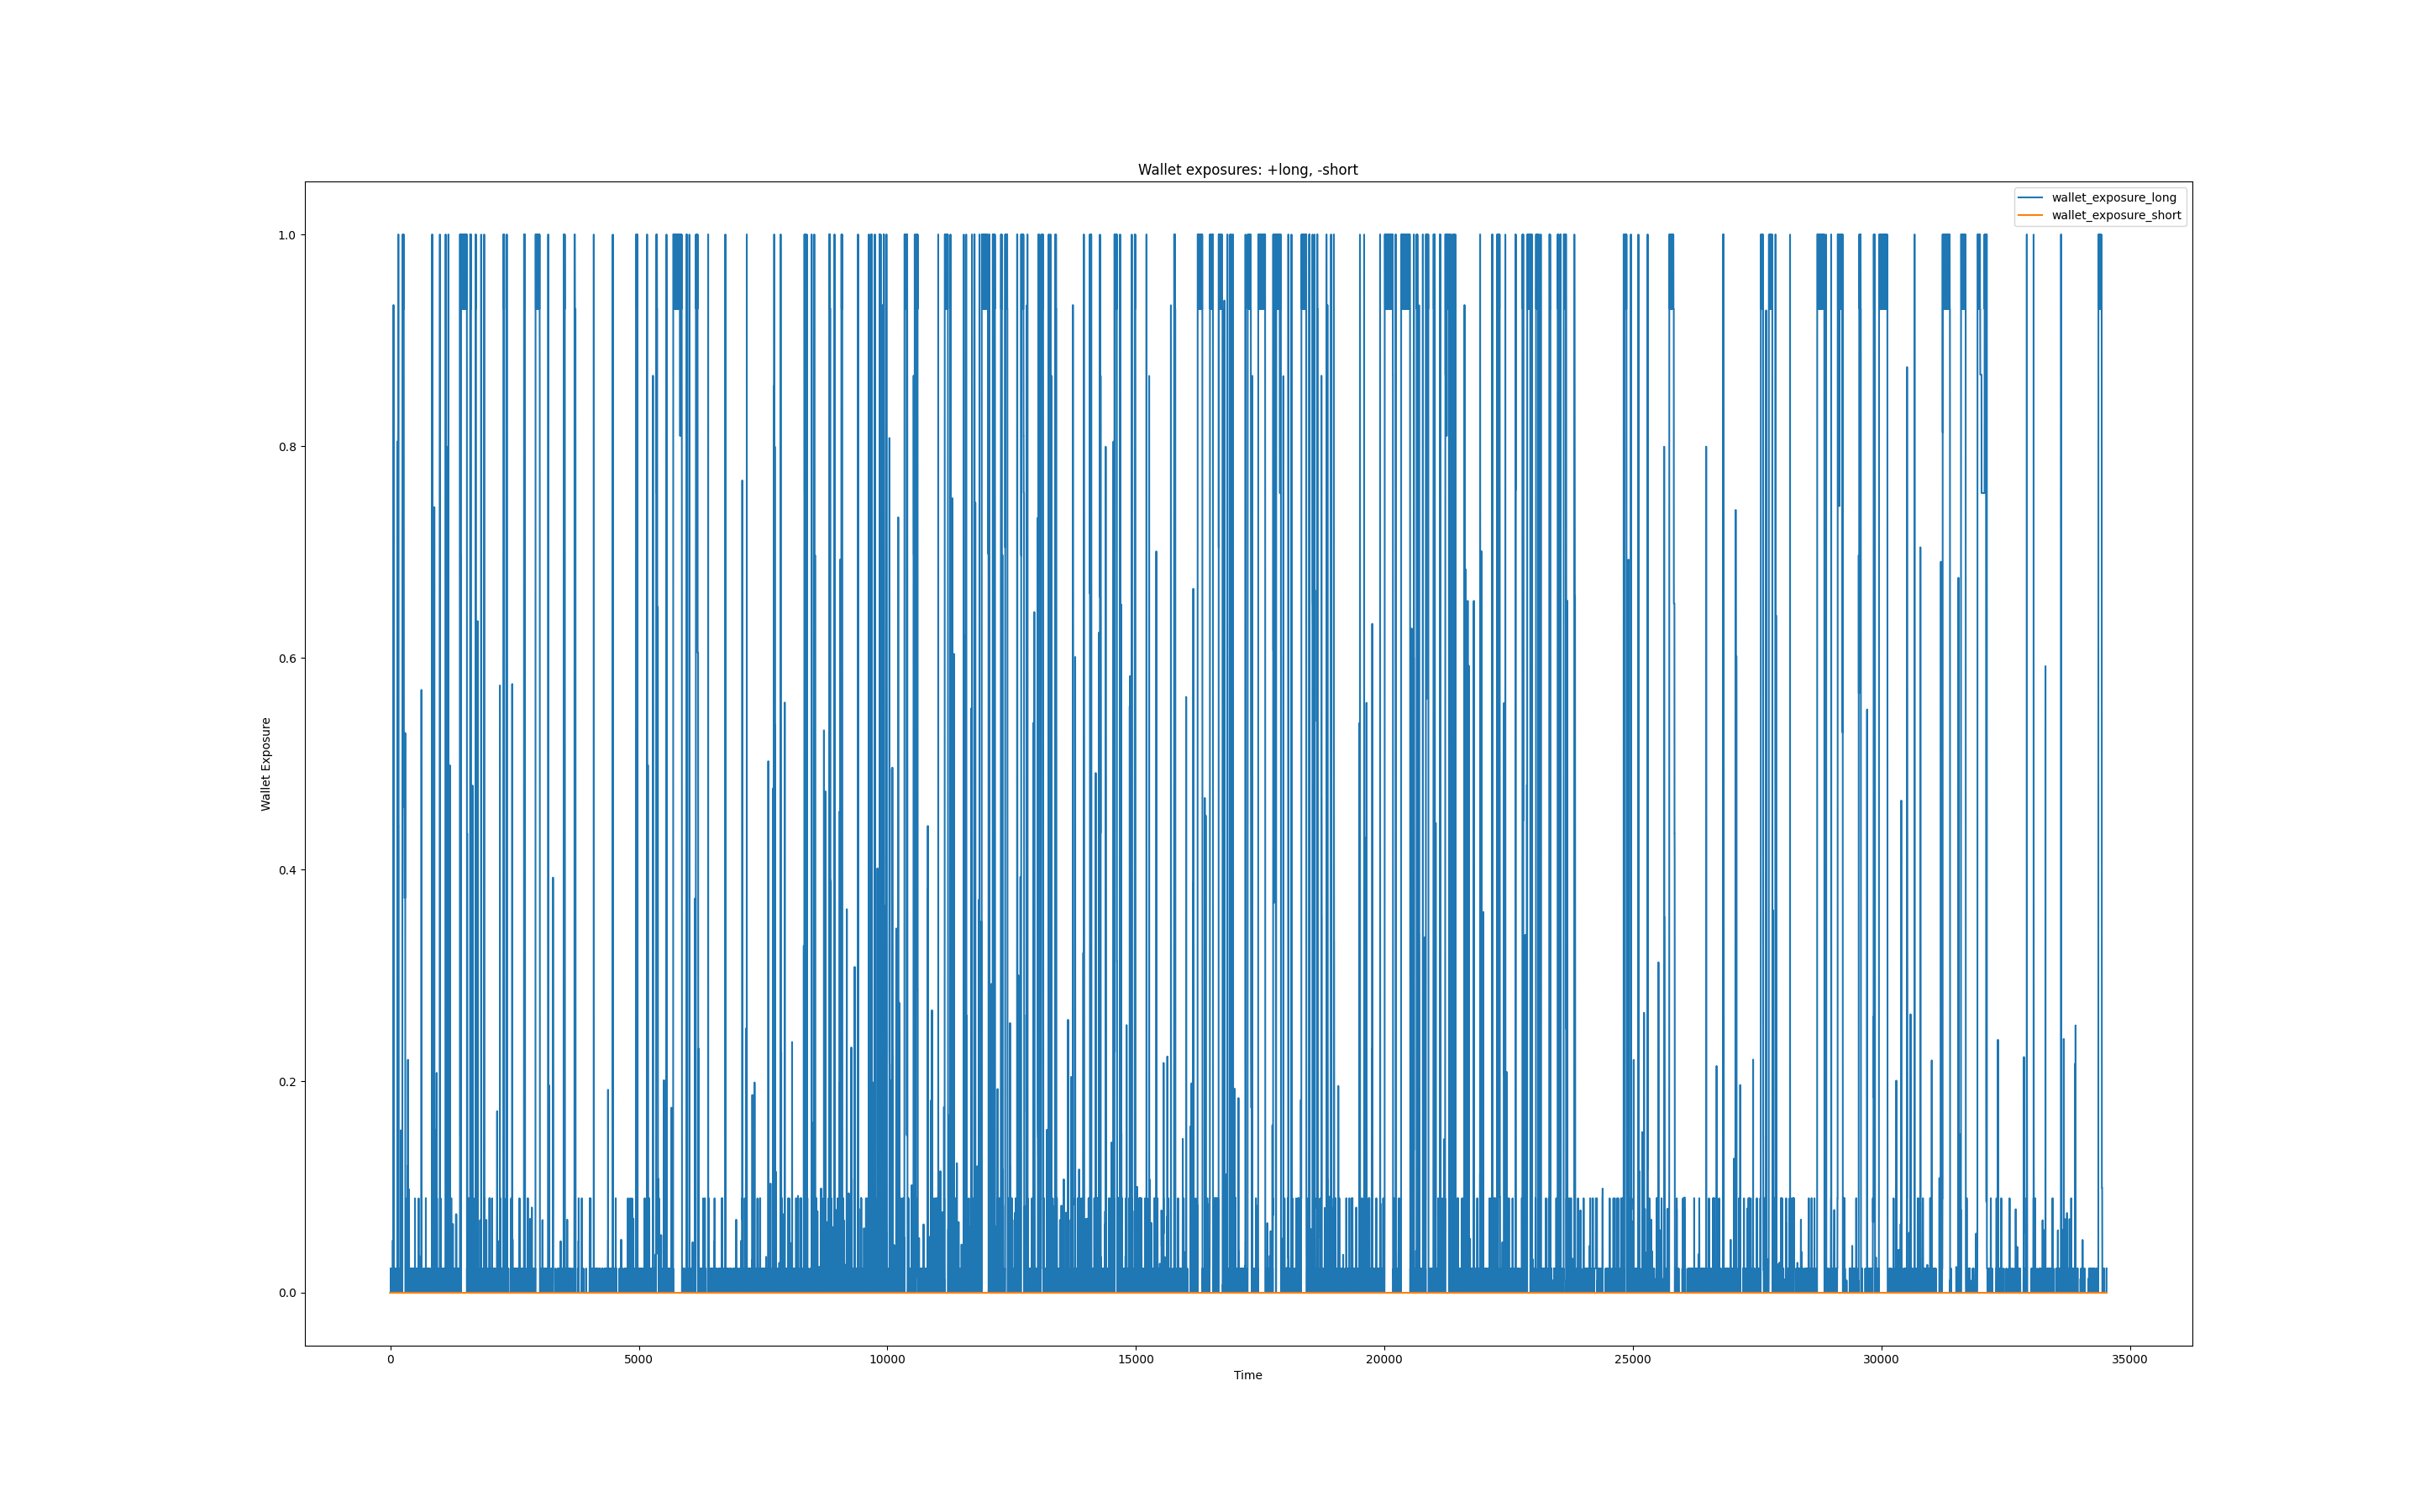 Wallet exposures: +long, -short
wallet_exposure_long
wallet_exposure_short
1.0
0.8
0.6
0.4
0.2
0.0
Wallet Exposure
0 5000 10000 15000 20000 25000 30000 35000
Time